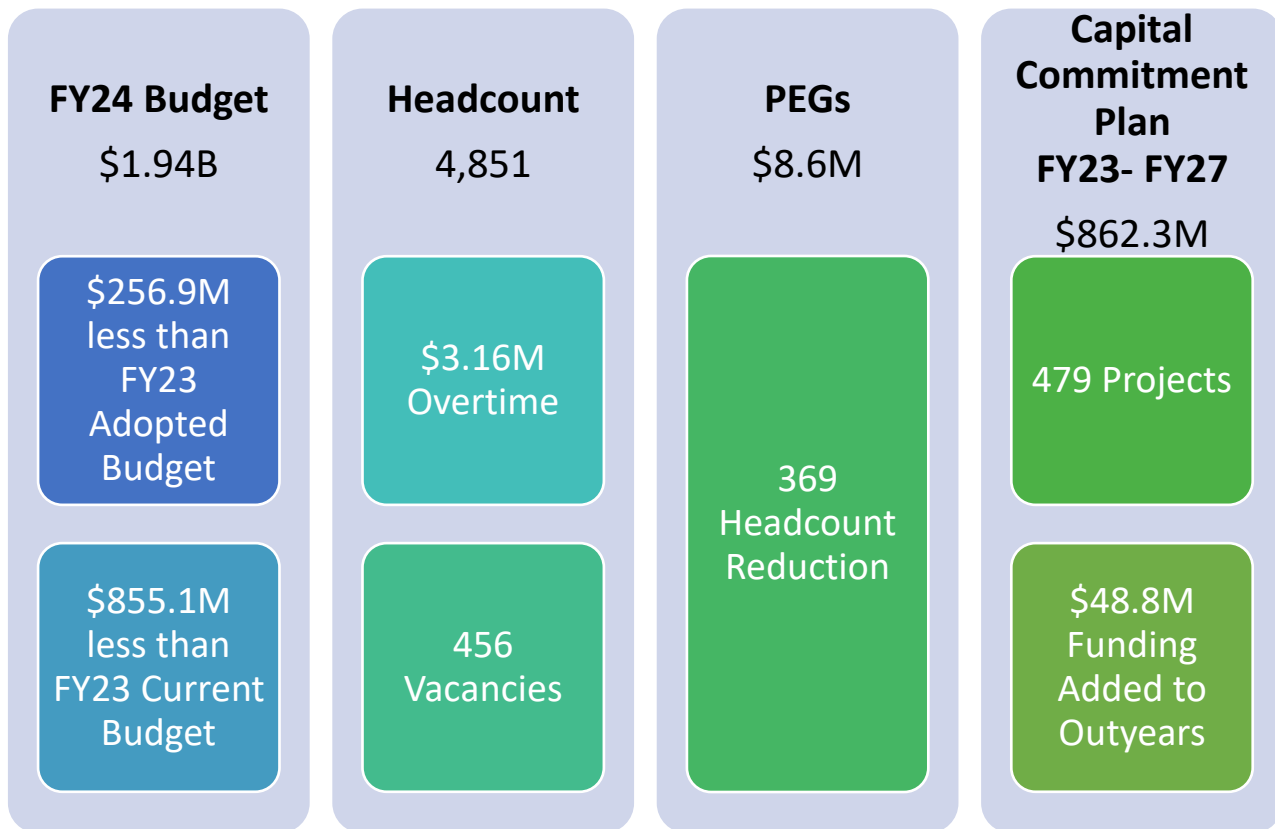 FY24 Budget
$1.94B
$256.9M
less than
FY23
Adopted
Budget
$855.1M
less than
FY23 Current
Budget
Headcount
4,851
$3.16M
Overtime
456
Vacancies
PEGs
$8.6M
369
Headcount
Reduction
Capital
Commitment
Plan
FY23- FY27
$862.3M
479 Projects
$48.8M
Funding
Added to
Outyears